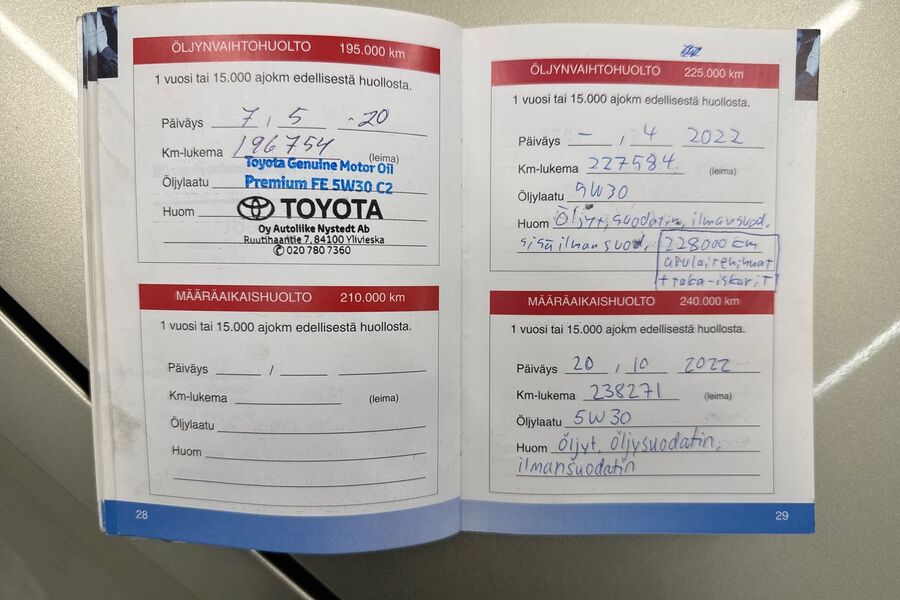 ÖLJYNVAIHTOHUOLTO 195.000 km
1 vuosi tai 15.000 ajokm edellisestä huollosta.
Päiväys 7 , 5 -20
Km-lukema 196754 (leima)
Toyota Genuine Motor Oil
Öljylaatu Premium FE 5W30 C2
Huom TOYOTA
Oy Autoliike Nystedt Ab
Ruutihaantie 7, 84100 Ylivieska
✆ 020 780 7360
MÄÄRÄAIKAISHUOLTO 210.000 km
1 vuosi tai 15.000 ajokm edellisestä huollosta.
Päiväys /
Km-lukema (leima)
Öljylaatu
Huom
28
ÖLJYNVAIHTOHUOLTO 225.000 km
1 vuosi tai 15.000 ajokm edellisestä huollosta.
Päiväys - / 4 2022
Km-lukema 227584 (leima)
Öljylaatu 5W30
Huom Öljyt, suodatin, ilmansuod,
sisäilmansuod, 228000 km
+ taka-iskarit
MÄÄRÄAIKAISHUOLTO 240.000 km
1 vuosi tai 15.000 ajokm edellisestä huollosta.
Päiväys 20 / 10 2022
Km-lukema 238271 (leima)
Öljylaatu 5W30
Huom öljyt, öljysuodatin,
ilmansuodatin
29